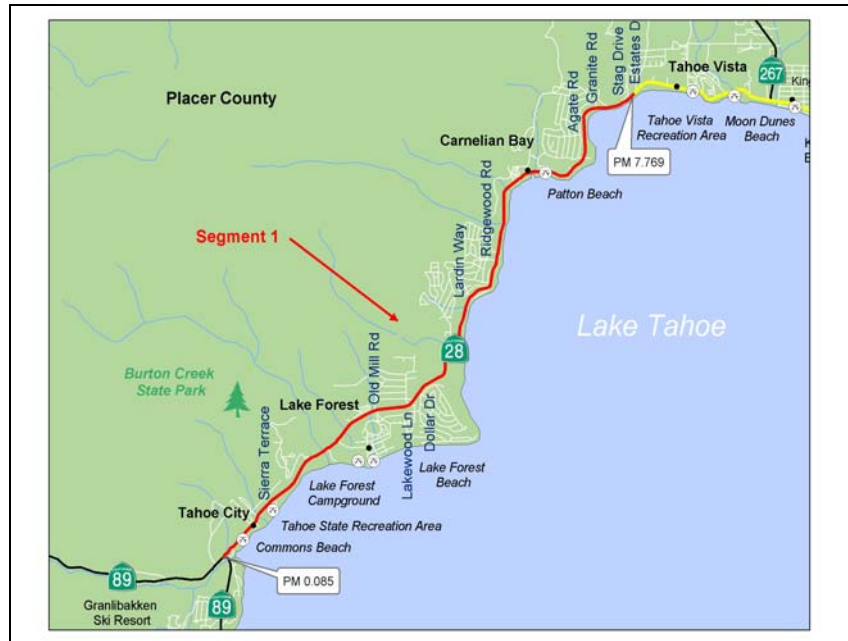 Placer County
Agate Rd
Granite Rd
Stag Drive
Estates D
Tahoe Vista
267
King
Carnelian Bay
Tahoe Vista
Recreation Area
Moon Dunes
Beach
PM 7.769
K
Patton Beach
Ridgewood Rd
Segment 1
Lardin Way
Lake Tahoe
28
Burton Creek
State Park
Old Mill Rd
Lake Forest
Lakewood Ln
Dollar Dr
Sierra Terrace
Lake Forest
Beach
Lake Forest
Campground
Tahoe City
Tahoe State Recreation Area
Commons Beach
PM 0.085
89
Granlibakken
Ski Resort
89